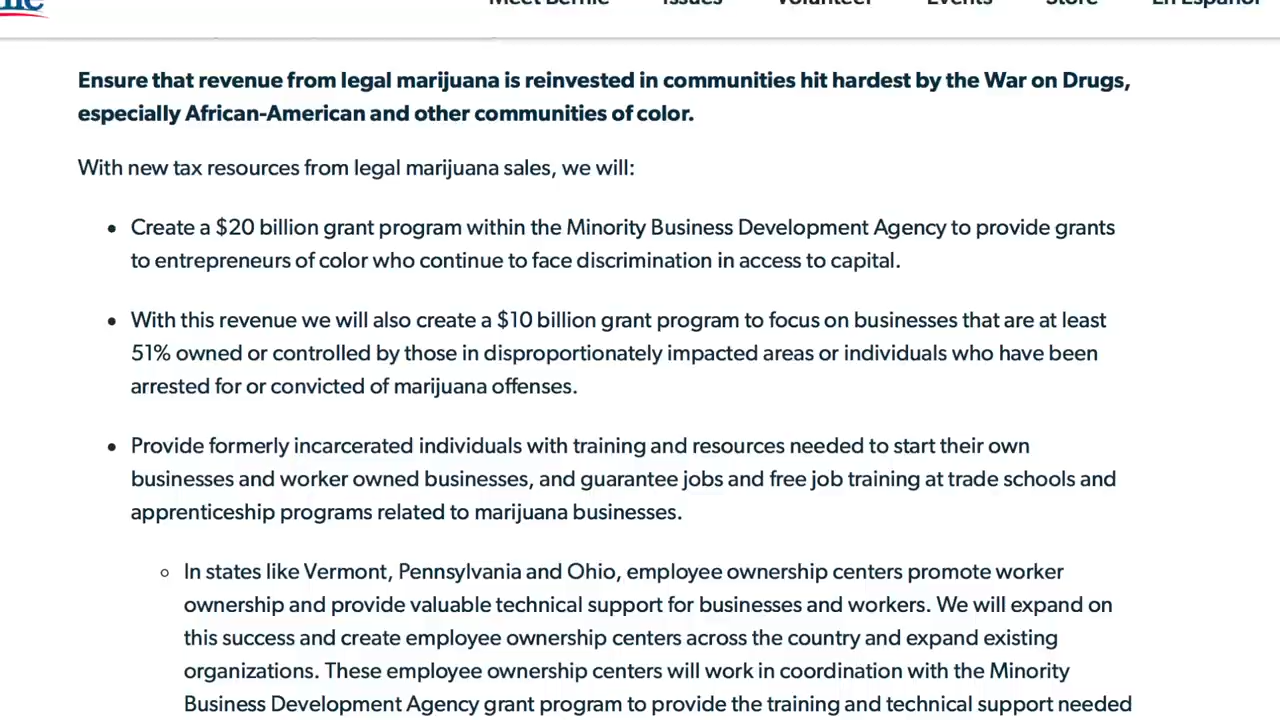 Meet Bernie Issues Volunteer Events Store En Español
Ensure that revenue from legal marijuana is reinvested in communities hit hardest by the War on Drugs,
especially African-American and other communities of color.
With new tax resources from legal marijuana sales, we will:
• Create a $20 billion grant program within the Minority Business Development Agency to provide grants
to entrepreneurs of color who continue to face discrimination in access to capital.
• With this revenue we will also create a $10 billion grant program to focus on businesses that are at least
51% owned or controlled by those in disproportionately impacted areas or individuals who have been
arrested for or convicted of marijuana offenses.
• Provide formerly incarcerated individuals with training and resources needed to start their own
businesses and worker owned businesses, and guarantee jobs and free job training at trade schools and
apprenticeship programs related to marijuana businesses.
◦ In states like Vermont, Pennsylvania and Ohio, employee ownership centers promote worker
ownership and provide valuable technical support for businesses and workers. We will expand on
this success and create employee ownership centers across the country and expand existing
organizations. These employee ownership centers will work in coordination with the Minority
Business Development Agency grant program to provide the training and technical support needed